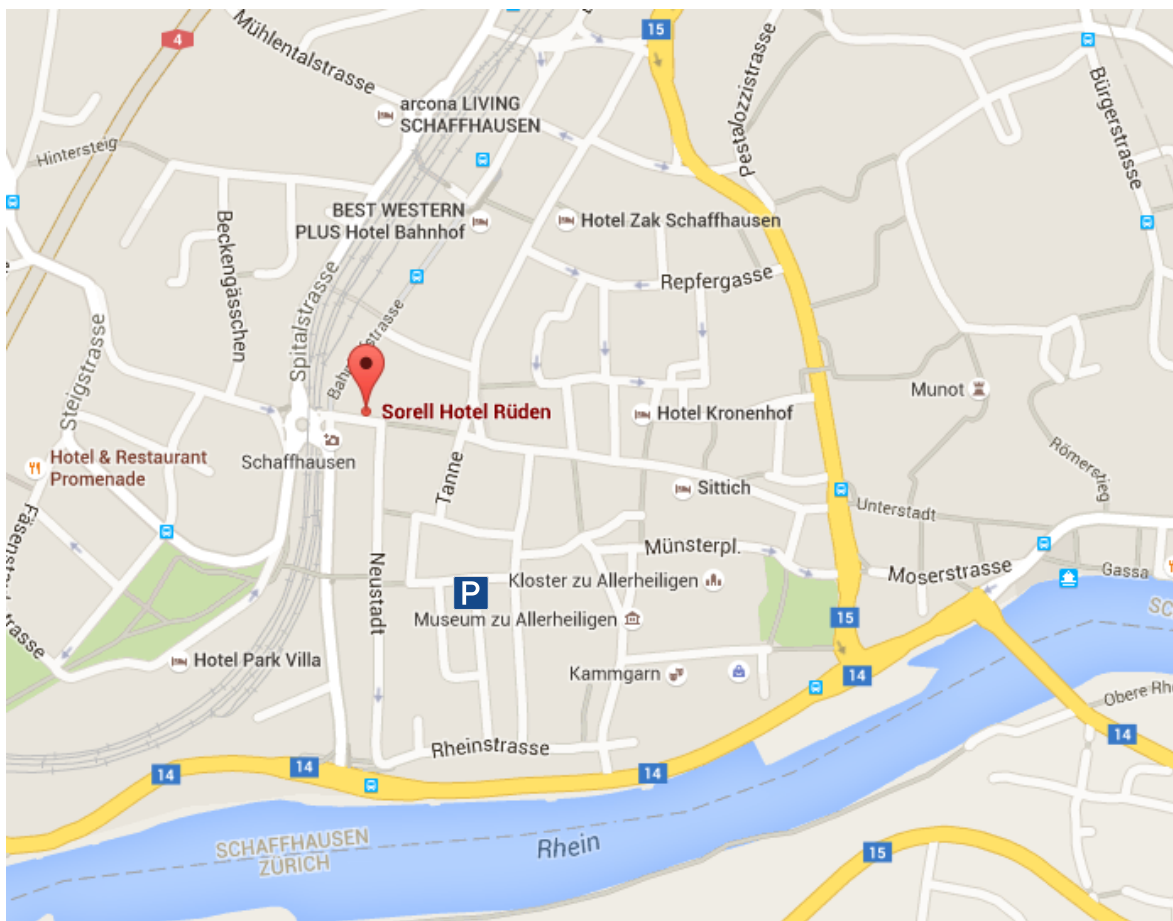 15
4
Mühlentalstrasse
Pestalozzistrasse
Bürgerstrasse
arcona LIVING
SCHAFFHAUSEN
Hintersteig
BEST WESTERN
PLUS Hotel Bahnhof
Hotel Zak Schaffhausen
Beckengässchen
Spitalstrasse
Repfergasse
Steigstrasse
Munot
Sorell Hotel Rüden
Hotel Kronenhof
Hotel & Restaurant
Promenade
Schaffhausen
Tanne
Römerstieg
Sittich
Unterstadt
Neustadt
Münsterpl.
Moserstrasse
Gassa
Kloster zu Allerheiligen
P
Museum zu Allerheiligen
15
Hotel Park Villa
Kammgarn
14
Obere Rhe
14
Rheinstrasse
14
14
14
SCHAFFHAUSEN
ZÜRICH
Rhein
15